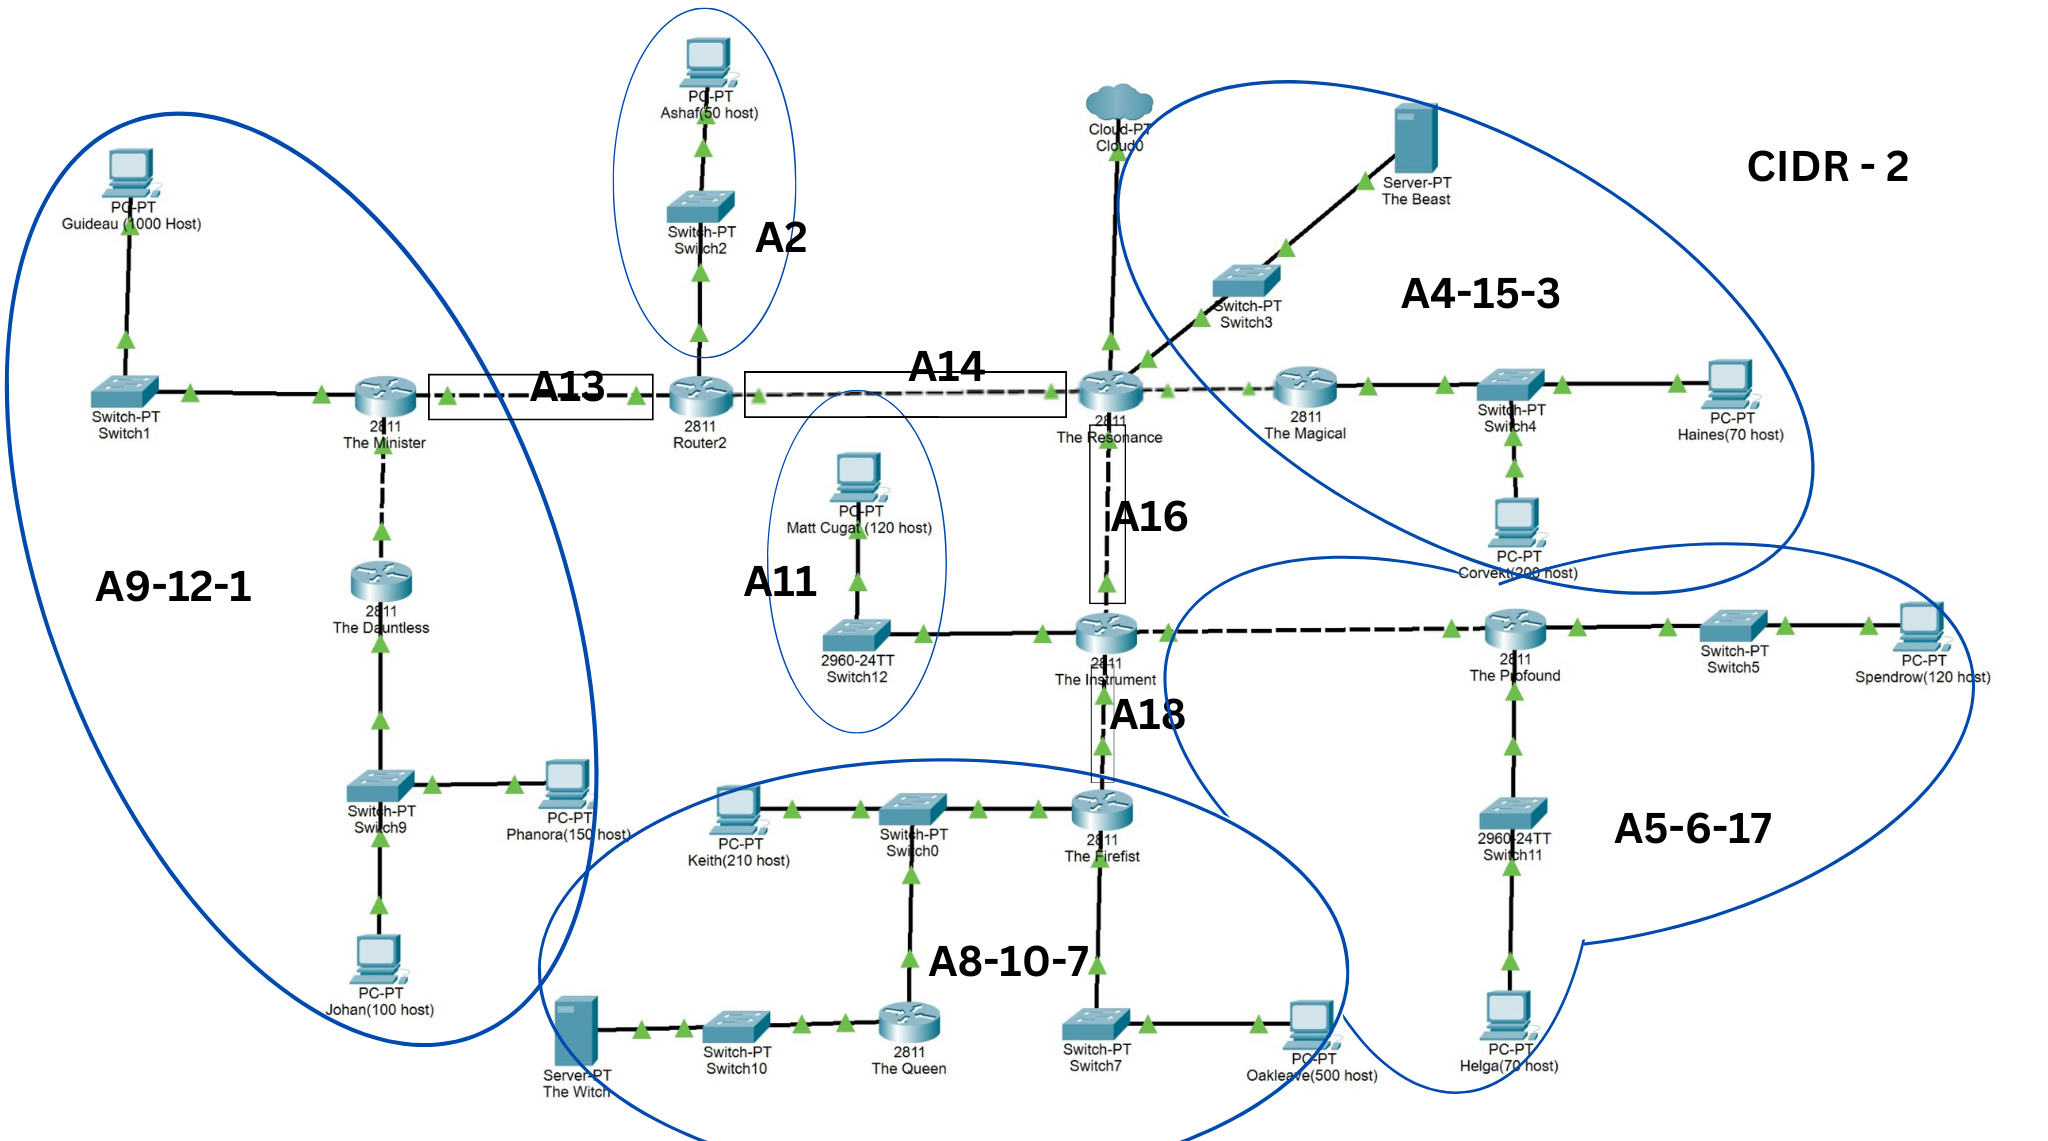 PC-PT
Ashaf(50 host)
Switch-PT
Switch2
A2
Cloud-PT
Cloud0
Server-PT
The Beast
CIDR - 2
PC-PT
Guideau (1000 Host)
Switch-PT
Switch3
A4-15-3
Switch-PT
Switch1
2811
The Minister
A13
2811
Router2
A14
2811
The Resonance
2811
The Magical
Switch-PT
Switch4
PC-PT
Haines(70 host)
PC-PT
Matt Cugat (120 host)
A16
PC-PT
Corvekt(200 host)
A9-12-1
2811
The Dauntless
A11
2960-24TT
Switch12
2811
The Instrument
2811
The Profound
Switch-PT
Switch5
PC-PT
Spendrow(120 host)
A18
Switch-PT
Switch9
PC-PT
Phanora(150 host)
PC-PT
Keith(210 host)
Switch-PT
Switch0
2811
The Firefist
2960-24TT
Switch11
A5-6-17
PC-PT
Johan(100 host)
A8-10-7
Server-PT
The Witch
Switch-PT
Switch10
2811
The Queen
Switch-PT
Switch7
PC-PT
Oakleave(500 host)
PC-PT
Helga(70 host)